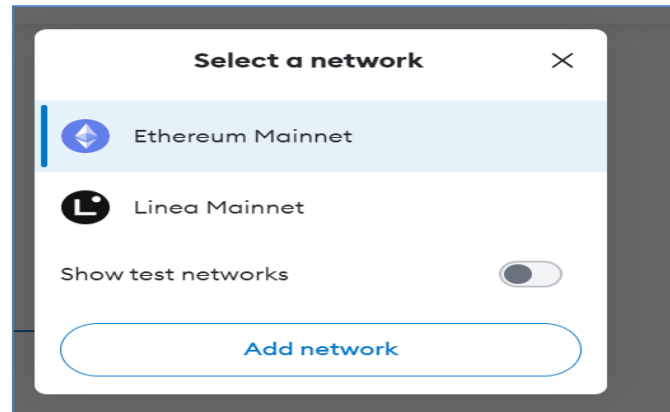 Select a network
Ethereum Mainnet
Linea Mainnet
Show test networks
Add network